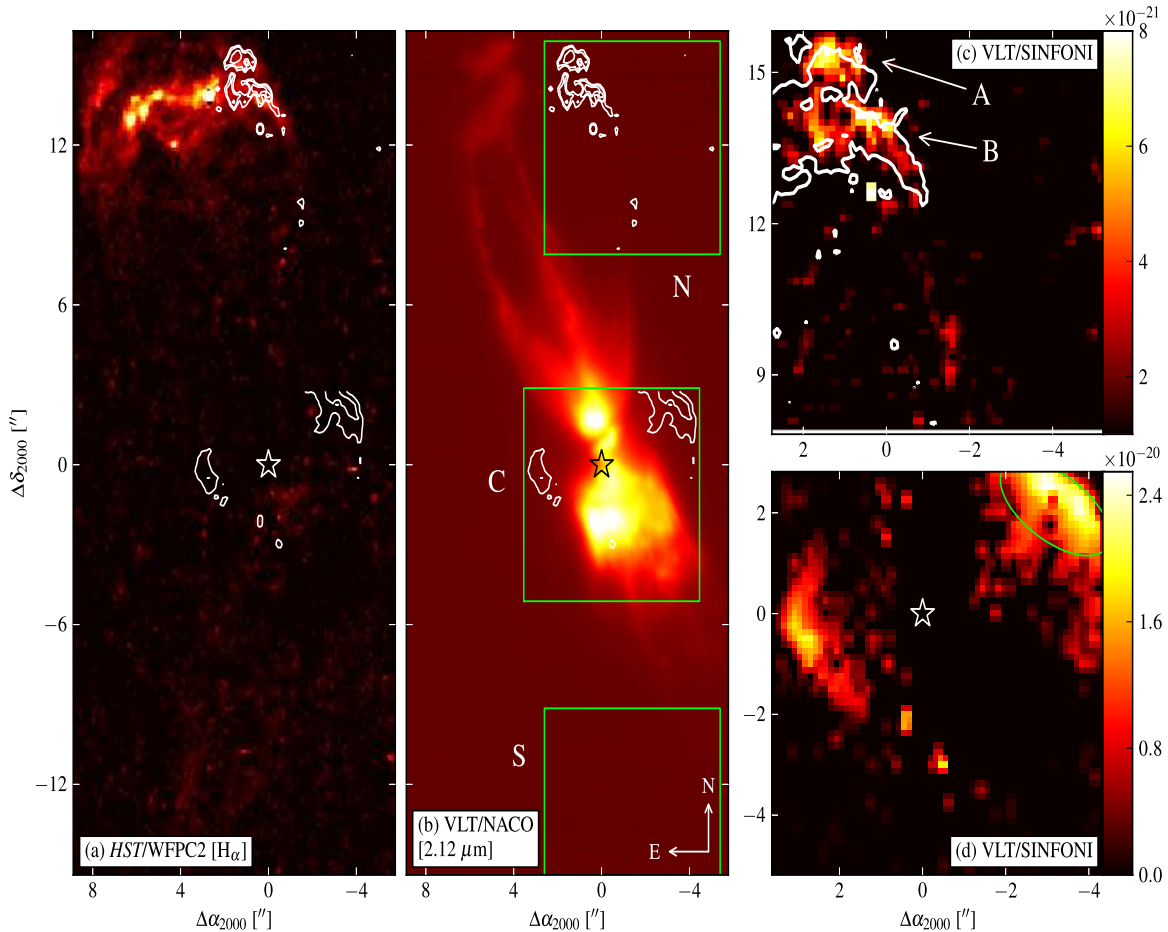 12
6
0
−6
−12
Δδ2000 [″]
8
4
0
−4
Δα2000 [″]
(a) HST/WFPC2 [Hα]
N
C
S
(b) VLT/NACO
[2.12 μm]
N
E
4
0
−4
Δα2000 [″]
×10−21
8
6
4
2
(c) VLT/SINFONI
A
B
15
12
9
2
0
−2
−4
×10−20
2.4
1.6
0.8
0.0
2
0
−2
−4
(d) VLT/SINFONI
2
0
−2
−4
Δα2000 [″]